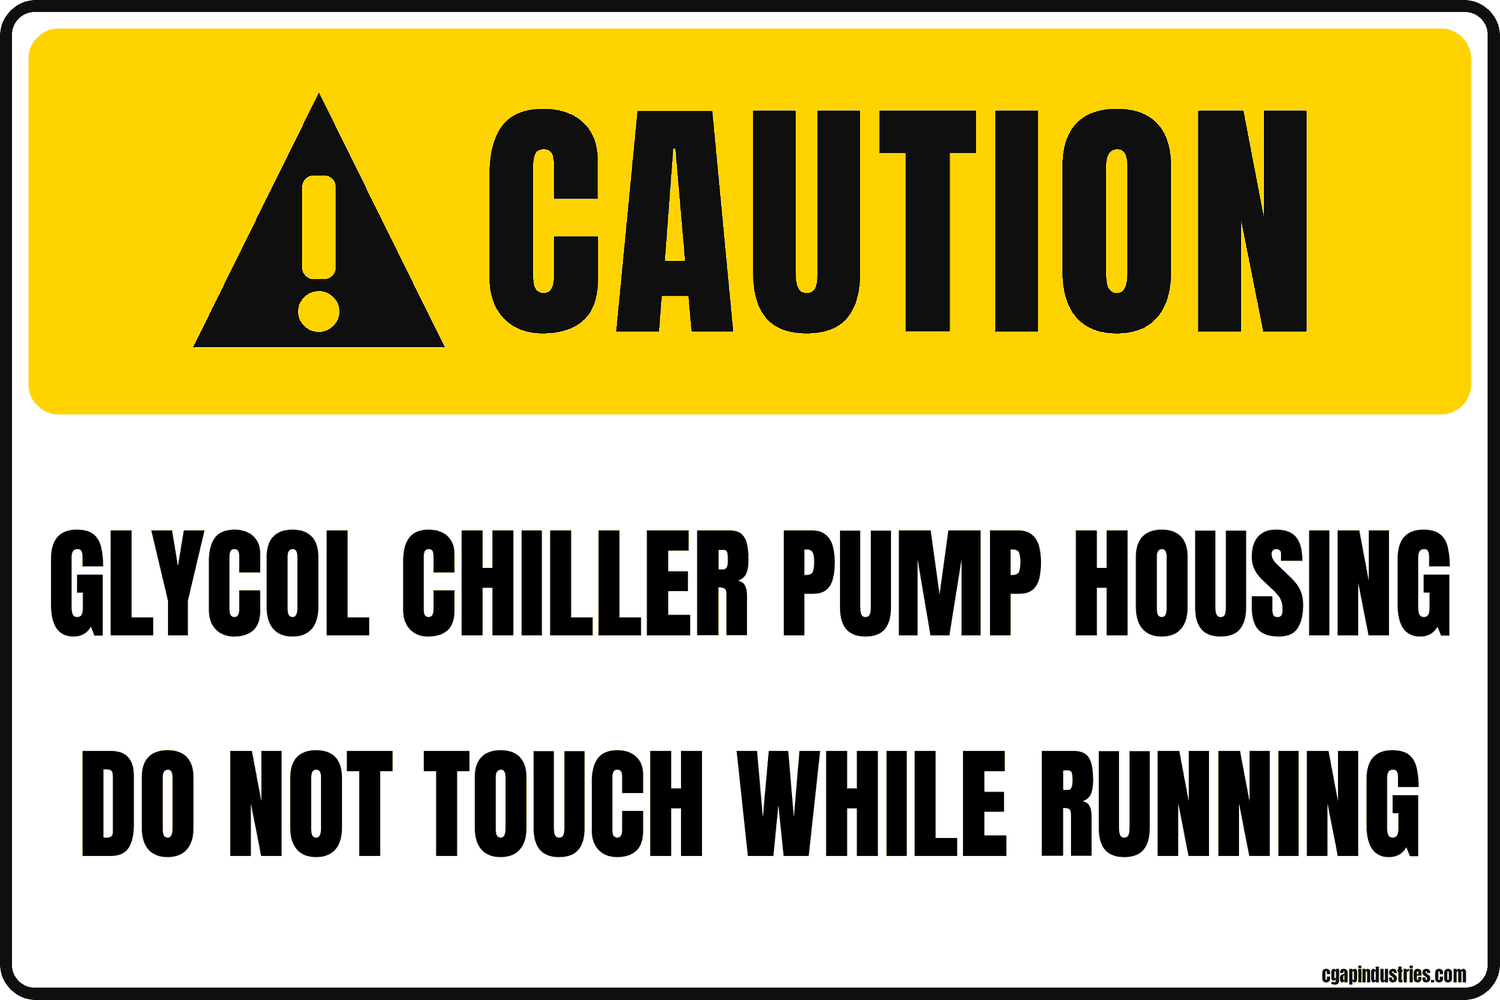 CAUTION
GLYCOL CHILLER PUMP HOUSING
DO NOT TOUCH WHILE RUNNING
cgapindustries.com